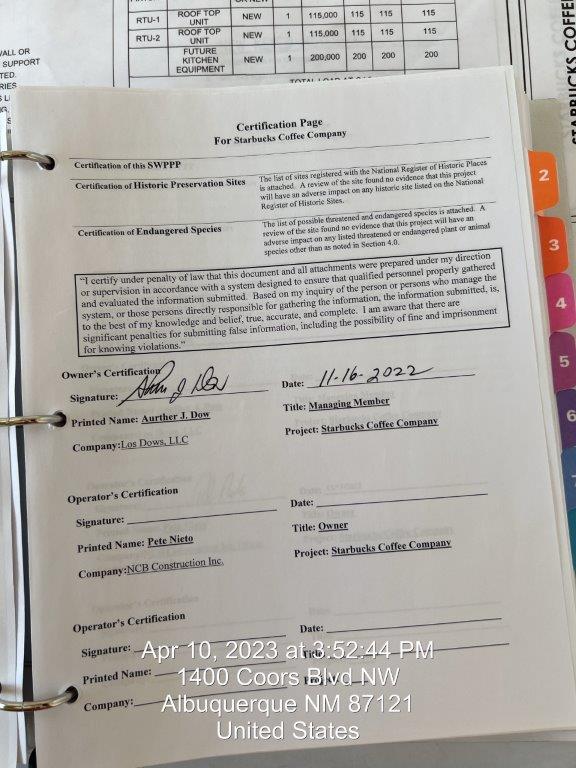 OR NEW
RTU-1 ROOF TOP UNIT NEW 1 115,000 115 115 115
RTU-2 ROOF TOP UNIT NEW 1 115,000 115 115 115
FUTURE KITCHEN EQUIPMENT NEW 1 200,000 200 200 200
WALL OR
SUPPORT
STARBUCKS COFFEE
Certification Page
For Starbucks Coffee Company
Certification of this SWPPP
Certification of Historic Preservation Sites
The list of sites registered with the National Register of Historic Places
is attached. A review of the site found no evidence that this project
will have an adverse impact on any historic site listed on the National
Register of Historic Sites.
Certification of Endangered Species
The list of possible threatened and endangered species is attached. A
review of the site found no evidence that this project will have an
adverse impact on any listed threatened or endangered plant or animal
species other than as noted in Section 4.0.
"I certify under penalty of law that this document and all attachments were prepared under my direction
or supervision in accordance with a system designed to ensure that qualified personnel properly gathered
and evaluated the information submitted. Based on my inquiry of the person or persons who manage the
system, or those persons directly responsible for gathering the information, the information submitted, is,
to the best of my knowledge and belief, true, accurate, and complete. I am aware that there are
significant penalties for submitting false information, including the possibility of fine and imprisonment
for knowing violations."
Owner's Certification
Signature: Date: 11-16-2022
Printed Name: Aurther J. Dow Title: Managing Member
Company:Los Dows, LLC Project: Starbucks Coffee Company
Operator's Certification
Signature: Date:
Printed Name: Pete Nieto Title: Owner
Company:NCB Construction Inc. Project: Starbucks Coffee Company
Operator's Certification
Signature: Date:
Printed Name: Title:
Company:
2
3
4
5
6
7
Apr 10, 2023 at 3:52:44 PM
1400 Coors Blvd NW
Albuquerque NM 87121
United States